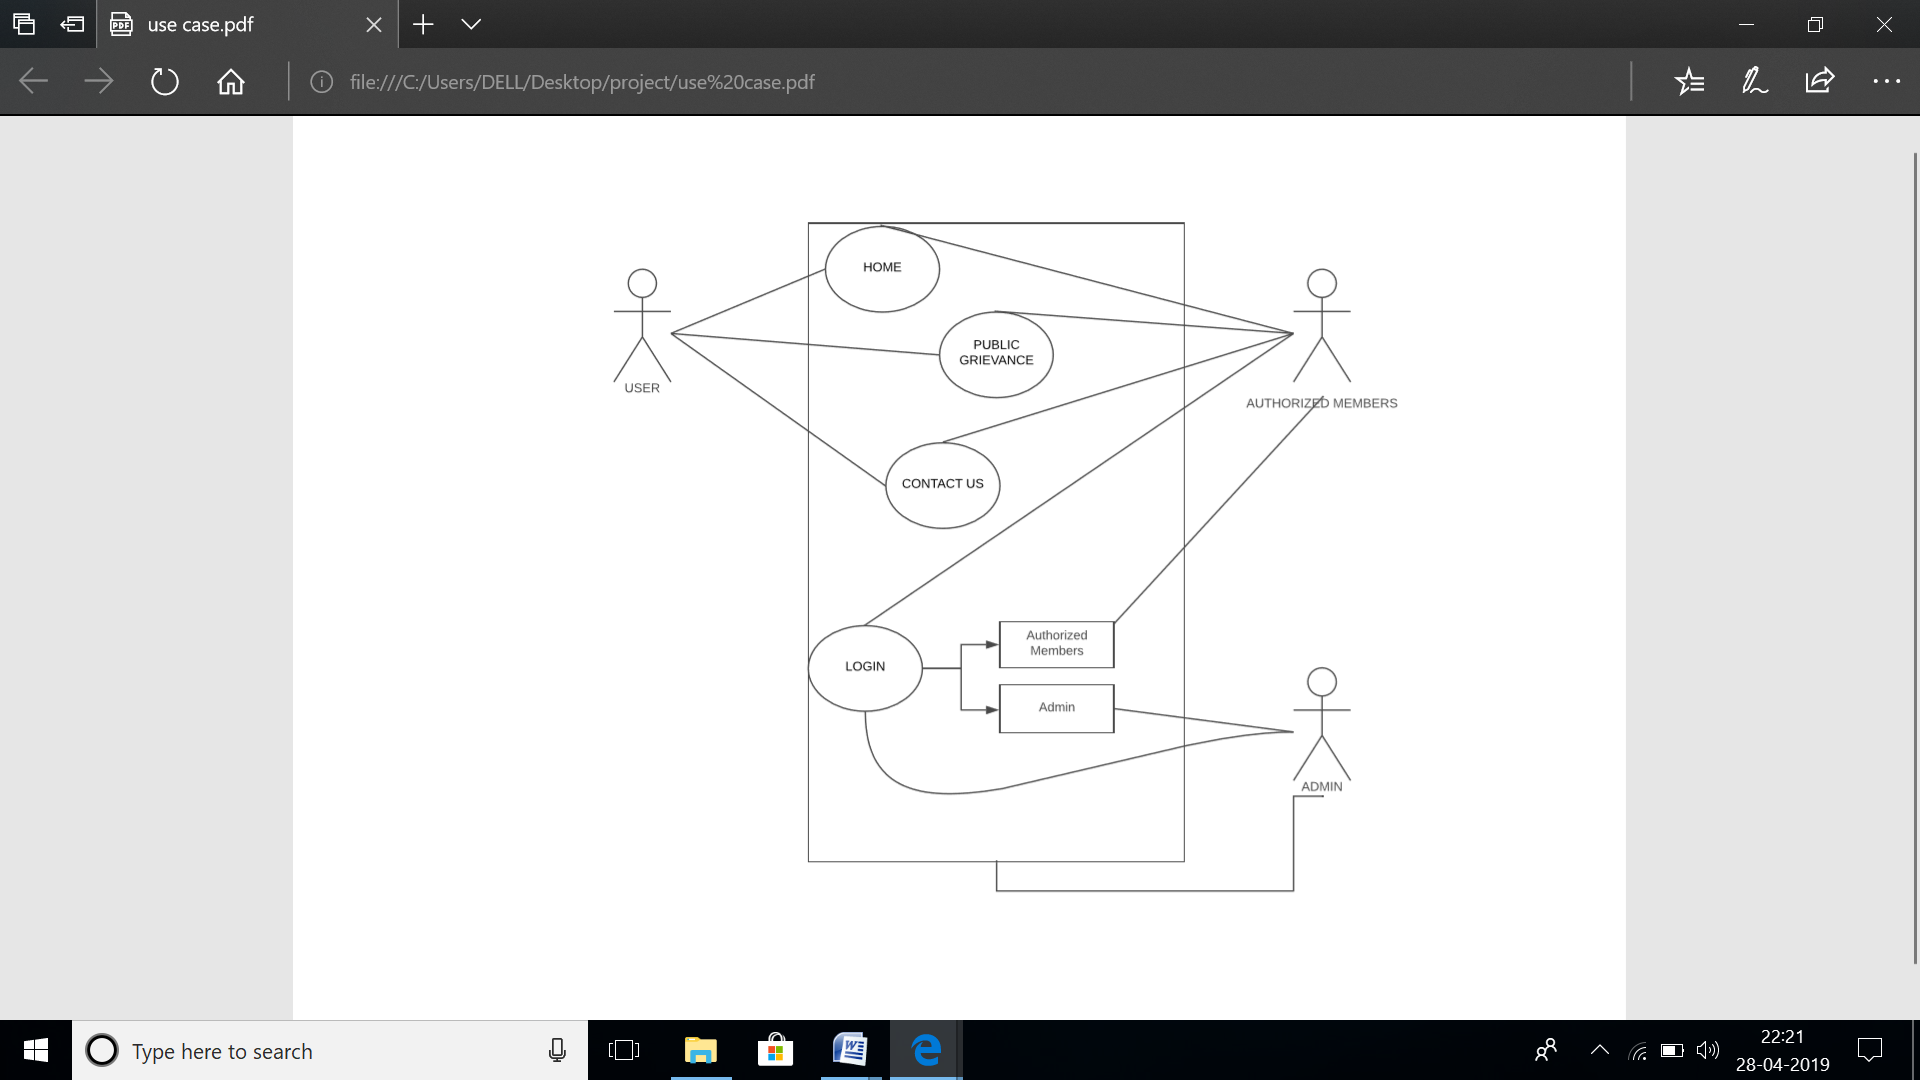 use case.pdf
file:///C:/Users/DELL/Desktop/project/use%20case.pdf
HOME
PUBLIC
GRIEVANCE
USER
AUTHORIZED MEMBERS
CONTACT US
Authorized
Members
LOGIN
Admin
ADMIN
Type here to search
22:21
28-04-2019